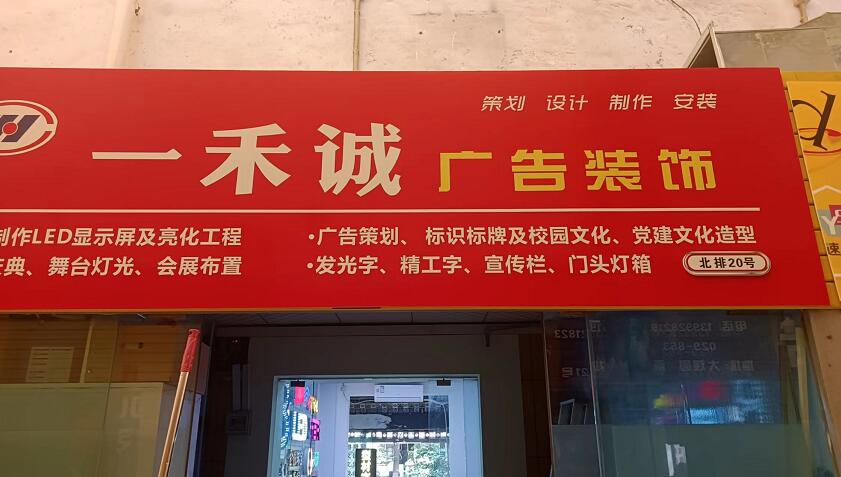 策划 设计 制作 安装
一禾诚 广告装饰
制作LED显示屏及亮化工程
·广告策划、标识标牌及校园文化、党建文化造型
典、舞台灯光、会展布置
·发光字、精工字、宣传栏、门头灯箱
北排20号
速